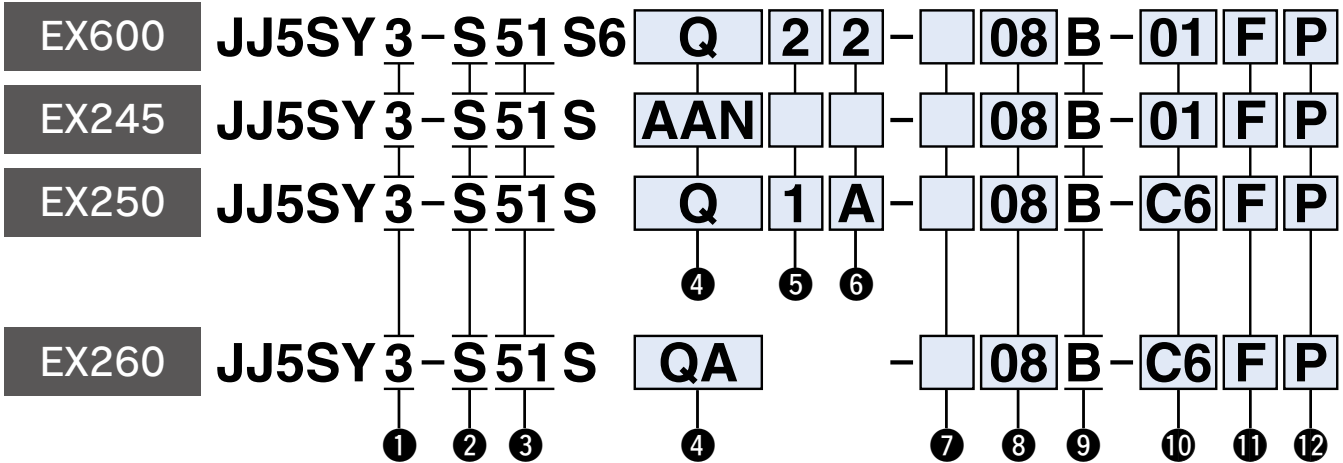 EX600 JJ5SY 3-S 51 S6 Q 2 2 - 08 B-01 F P
EX245 JJ5SY 3-S 51 S AAN - 08 B-01 F P
EX250 JJ5SY 3-S 51 S Q 1 A - 08 B-C6 F P
❹ ❺ ❻
EX260 JJ5SY 3-S 51 S QA - 08 B-C6 F P
❶ ❷ ❸ ❹ ❼ ❽ ❾ ❿ ⓫ ⓬